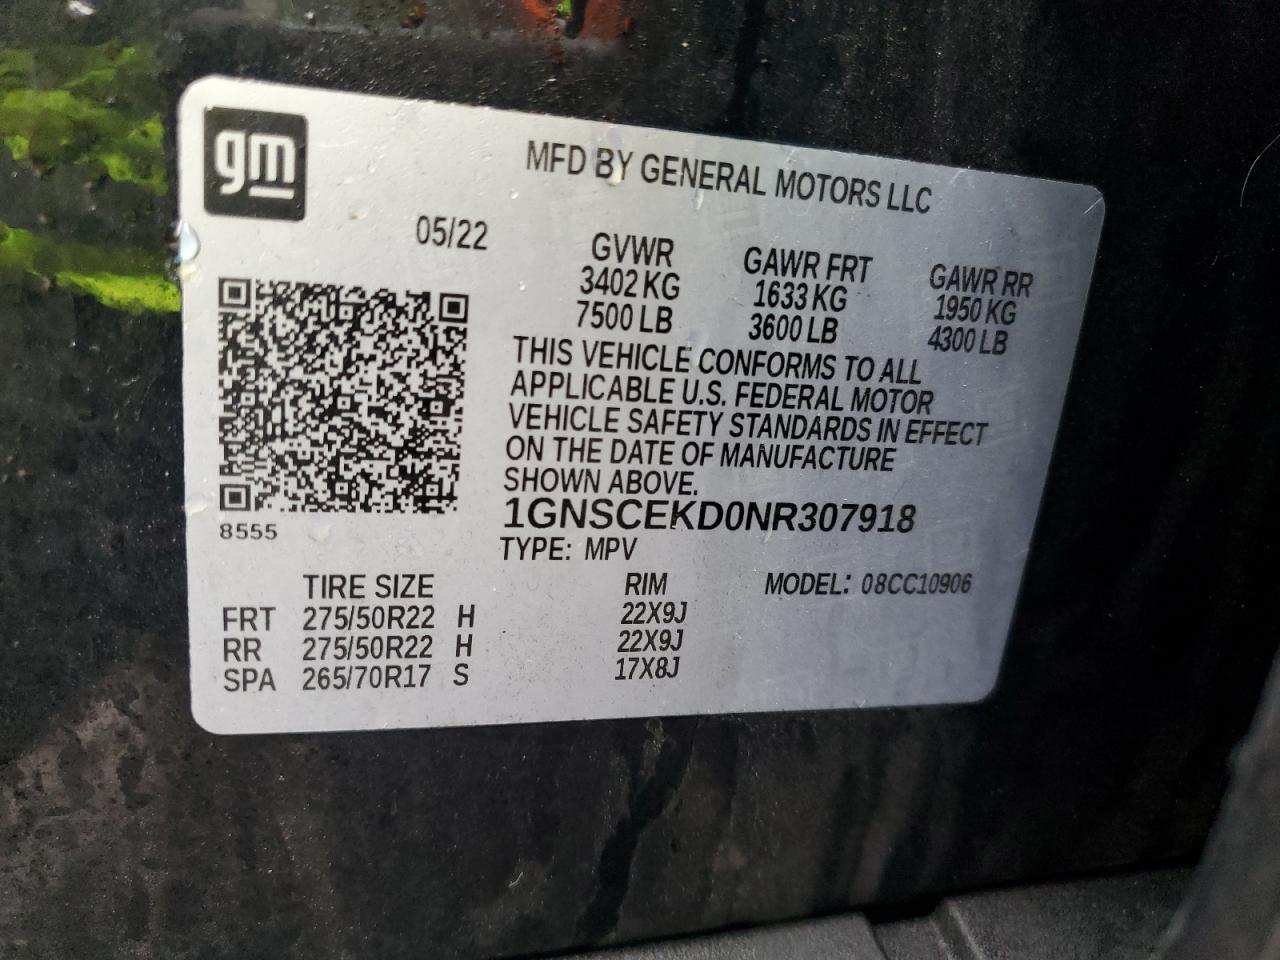 gm
MFD BY GENERAL MOTORS LLC
05/22
GVWR GAWR FRT GAWR RR
3402 KG 1633 KG 1950 KG
7500 LB 3600 LB 4300 LB
THIS VEHICLE CONFORMS TO ALL
APPLICABLE U.S. FEDERAL MOTOR
VEHICLE SAFETY STANDARDS IN EFFECT
ON THE DATE OF MANUFACTURE
SHOWN ABOVE.
1GNSCEKD0NR307918
8555
TYPE: MPV
TIRE SIZE RIM MODEL: 08CC10906
FRT 275/50R22 H 22X9J
RR 275/50R22 H 22X9J
SPA 265/70R17 S 17X8J